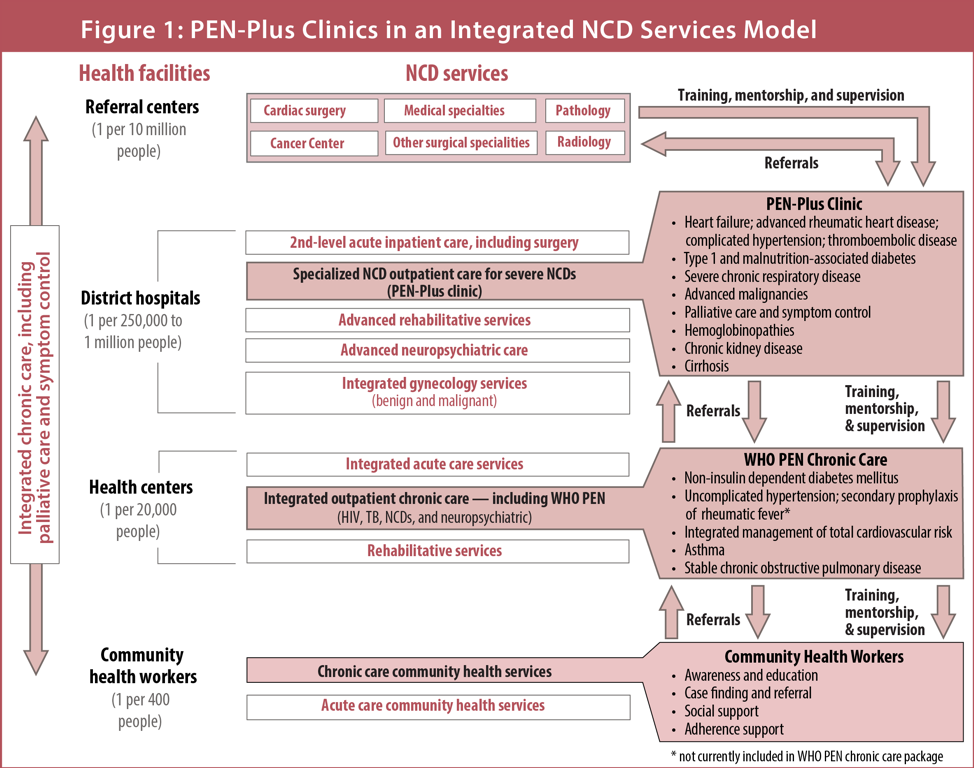 Figure 1: PEN-Plus Clinics in an Integrated NCD Services Model
Health facilities
NCD services
Referral centers
(1 per 10 million
people)
Cardiac surgery
Medical specialties
Pathology
Cancer Center
Other surgical specialities
Radiology
Training, mentorship, and supervision
Referrals
Integrated chronic care, including
palliative care and symptom control
District hospitals
(1 per 250,000 to
1 million people)
2nd-level acute inpatient care, including surgery
Specialized NCD outpatient care for severe NCDs
(PEN-Plus clinic)
Advanced rehabilitative services
Advanced neuropsychiatric care
Integrated gynecology services
(benign and malignant)
PEN-Plus Clinic
• Heart failure; advanced rheumatic heart disease;
complicated hypertension; thromboembolic disease
• Type 1 and malnutrition-associated diabetes
• Severe chronic respiratory disease
• Advanced malignancies
• Palliative care and symptom control
• Hemoglobinopathies
• Chronic kidney disease
• Cirrhosis
Referrals
Training,
mentorship,
& supervision
Health centers
(1 per 20,000
people)
Integrated acute care services
Integrated outpatient chronic care — including WHO PEN
(HIV, TB, NCDs, and neuropsychiatric)
Rehabilitative services
WHO PEN Chronic Care
• Non-insulin dependent diabetes mellitus
• Uncomplicated hypertension; secondary prophylaxis
of rheumatic fever*
• Integrated management of total cardiovascular risk
• Asthma
• Stable chronic obstructive pulmonary disease
Referrals
Training,
mentorship,
& supervision
Community
health workers
(1 per 400
people)
Chronic care community health services
Acute care community health services
Community Health Workers
• Awareness and education
• Case finding and referral
• Social support
• Adherence support
* not currently included in WHO PEN chronic care package